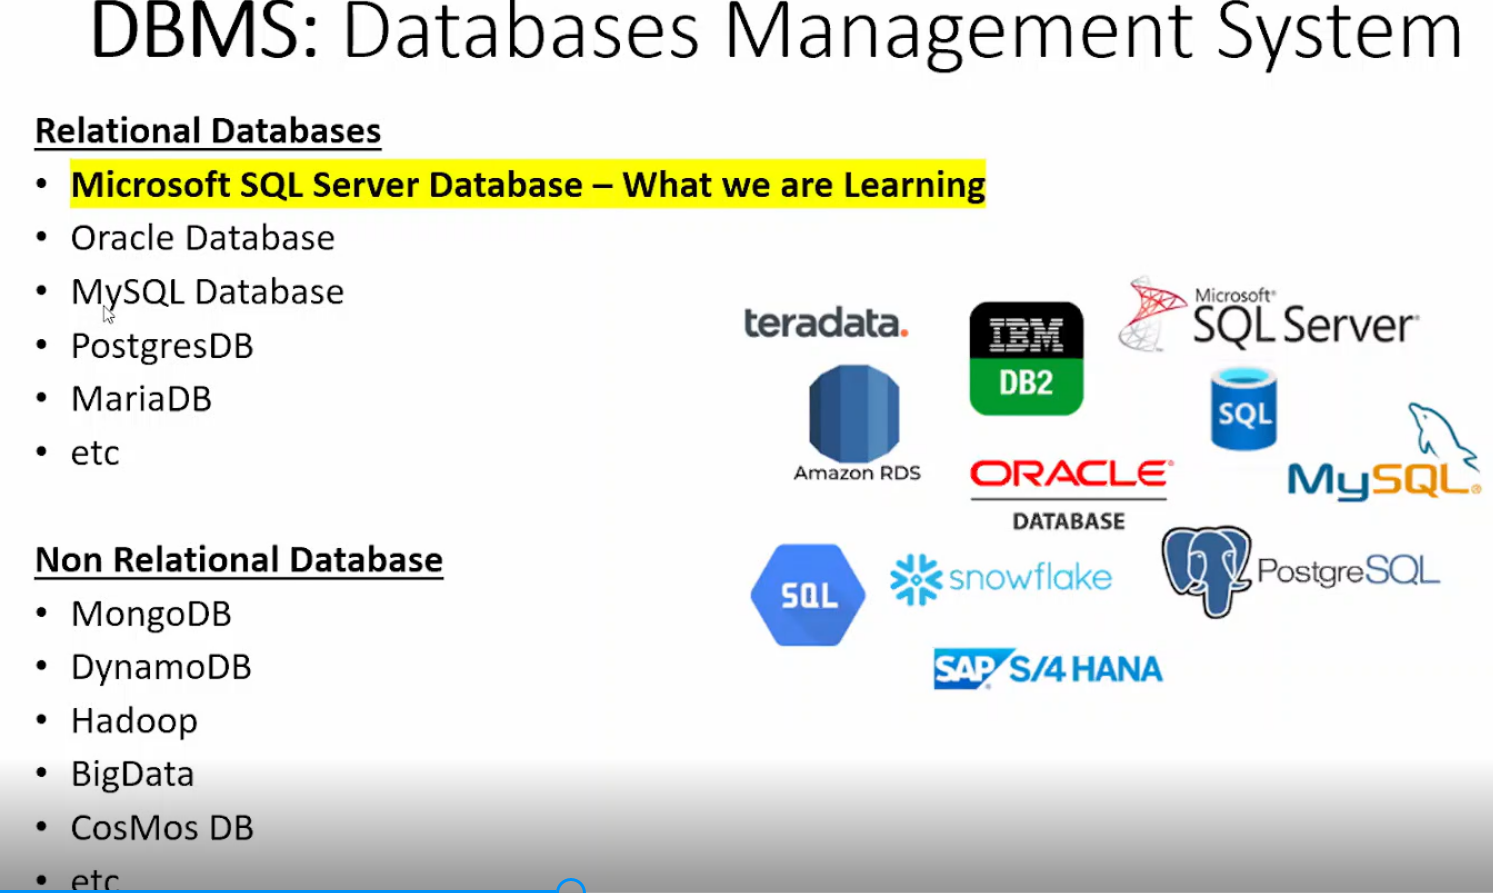 DBMS: Databases Management System
Relational Databases
• Microsoft SQL Server Database – What we are Learning
• Oracle Database
• MySQL Database
• PostgresDB
• MariaDB
• etc
Non Relational Database
• MongoDB
• DynamoDB
• Hadoop
• BigData
• CosMos DB
• etc
teradata.
IBM
DB2
Microsoft®
SQL Server®
Amazon RDS
SQL
ORACLE®
DATABASE
MySQL®
SQL
snowflake
PostgreSQL
SAP® S/4 HANA